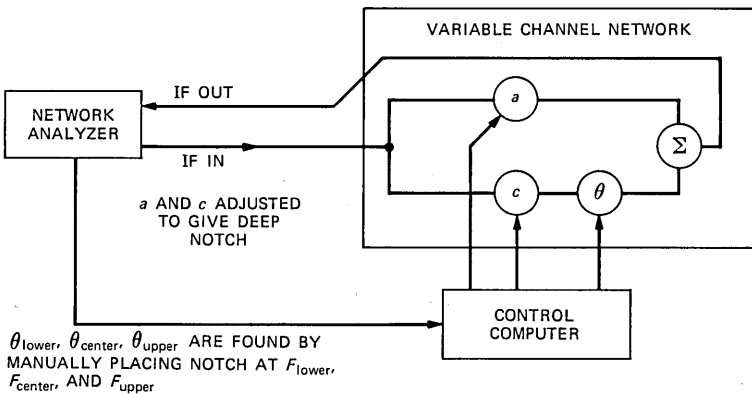 VARIABLE CHANNEL NETWORK
IF OUT
NETWORK
ANALYZER
IF IN
a
Σ
c
θ
a AND c ADJUSTED
TO GIVE DEEP
NOTCH
CONTROL
COMPUTER
θlower, θcenter, θupper ARE FOUND BY
MANUALLY PLACING NOTCH AT Flower,
Fcenter, AND Fupper